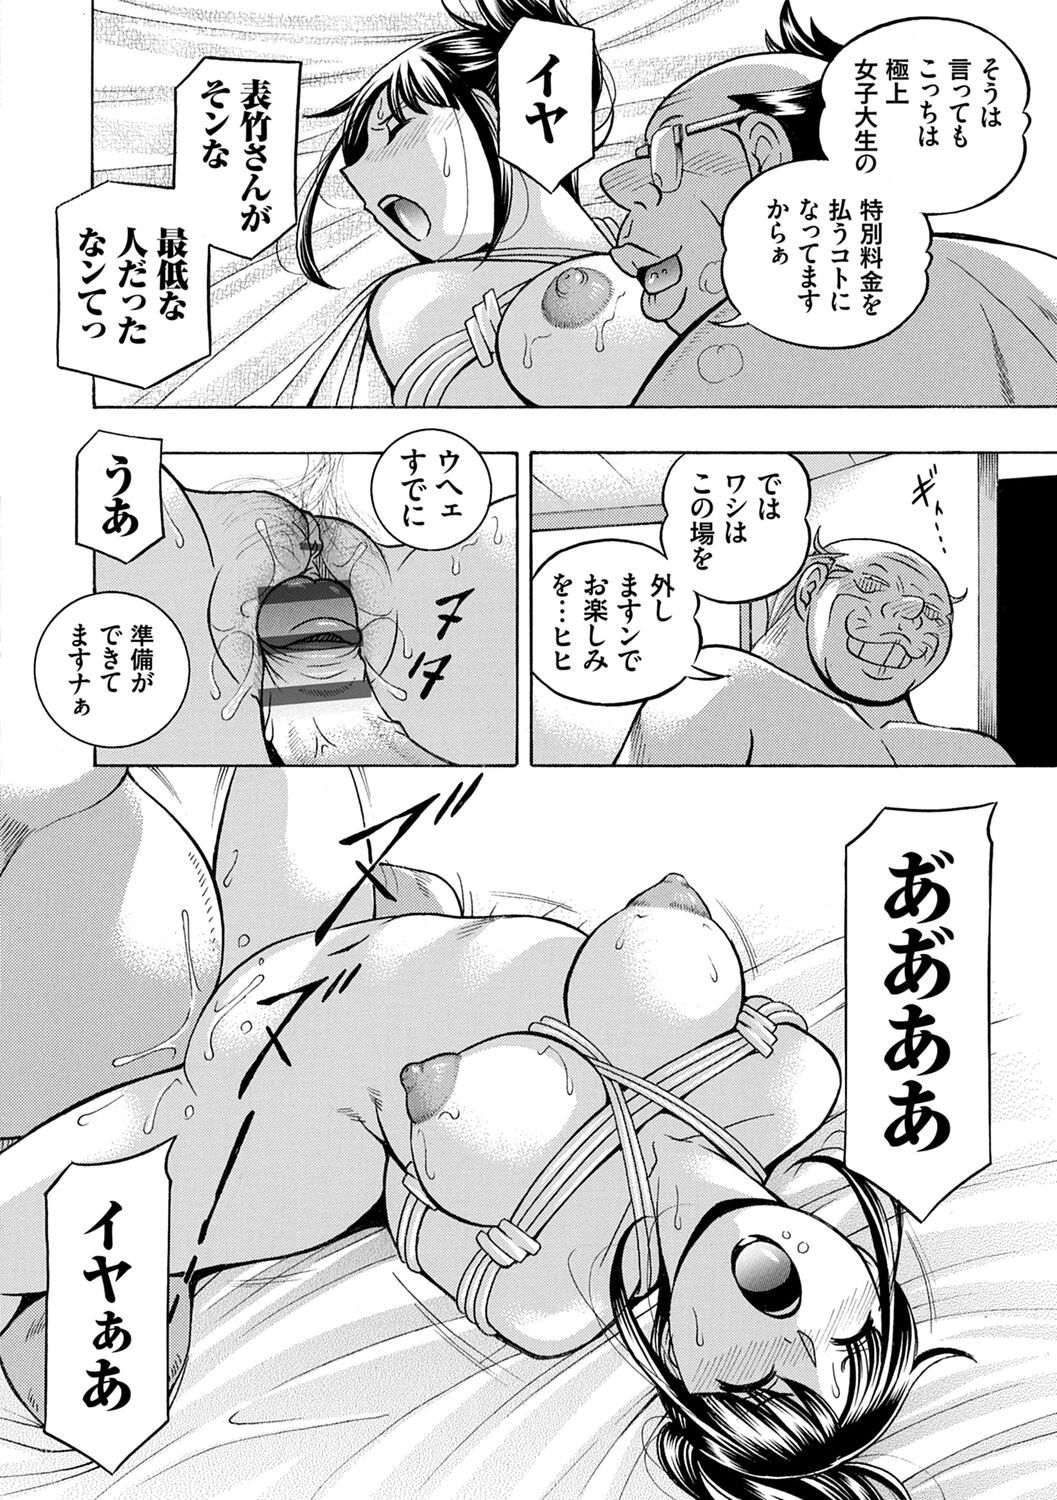 そうは
言っても
こっちは
極上
女子大生の
特別料金を
払うコトに
なってます
からぁ
イヤ
表竹さんが
そンな
最低な
人だった
なンてっ
ギ…
では
ワシは
この場を
外し
ますンで
お楽しみ
を…ヒヒ
ウヘェ
すでに
うあ
準備が
できて
ますナぁ
あ゛あ゛ああ
イヤぁぁ